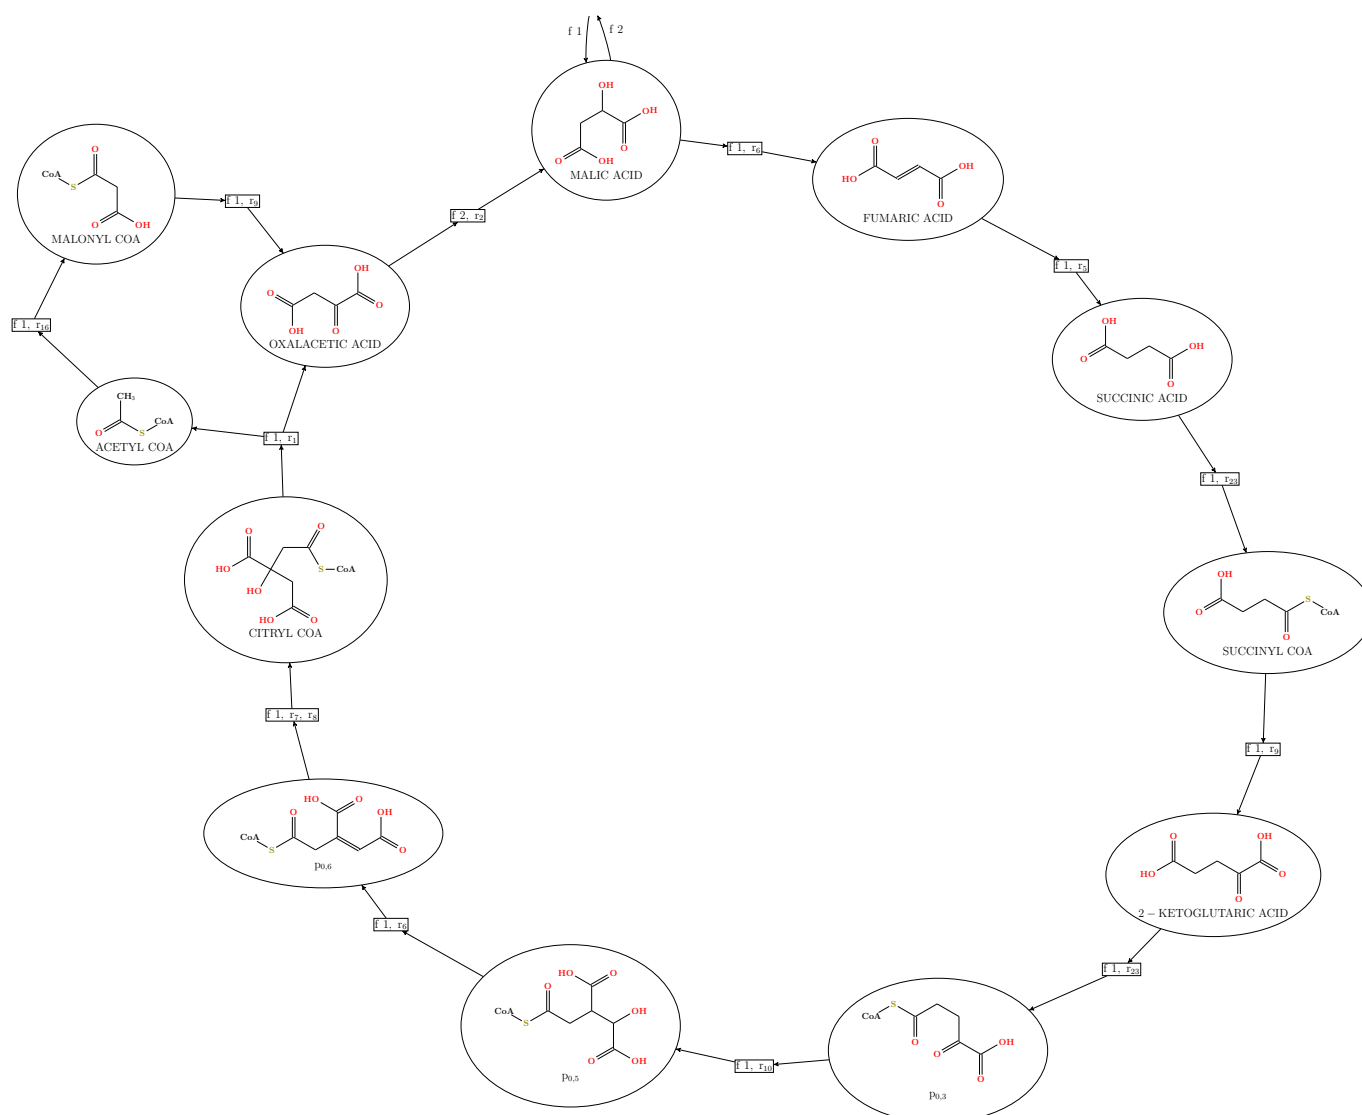 f 1
f 2
OH
OH
O
O
OH
MALIC ACID
f 1, r₆
O
OH
HO
O
FUMARIC ACID
f 1, r₅
OH
O
OH
O
SUCCINIC ACID
f 1, r₂₃
OH
O
S
CoA
O
SUCCINYL COA
f 1, r₉
O
OH
HO
O
O
2 − KETOGLUTARIC ACID
f 1, r₂₃
S
CoA
O
O
OH
O
p₀,₃
f 1, r₁₀
HO
O
O
CoA
S
OH
O
OH
p₀,₅
f 1, r₆
HO
O
O
OH
CoA
S
O
p₀,₆
f 1, r₇, r₈
O
O
HO
S
CoA
HO
HO
O
CITRYL COA
f 1, r₁
CH₃
O
S
CoA
ACETYL COA
f 1, r₁₆
O
CoA
S
O
OH
MALONYL COA
f 1, r₉
OH
O
O
OH
O
OXALACETIC ACID
f 2, r₂